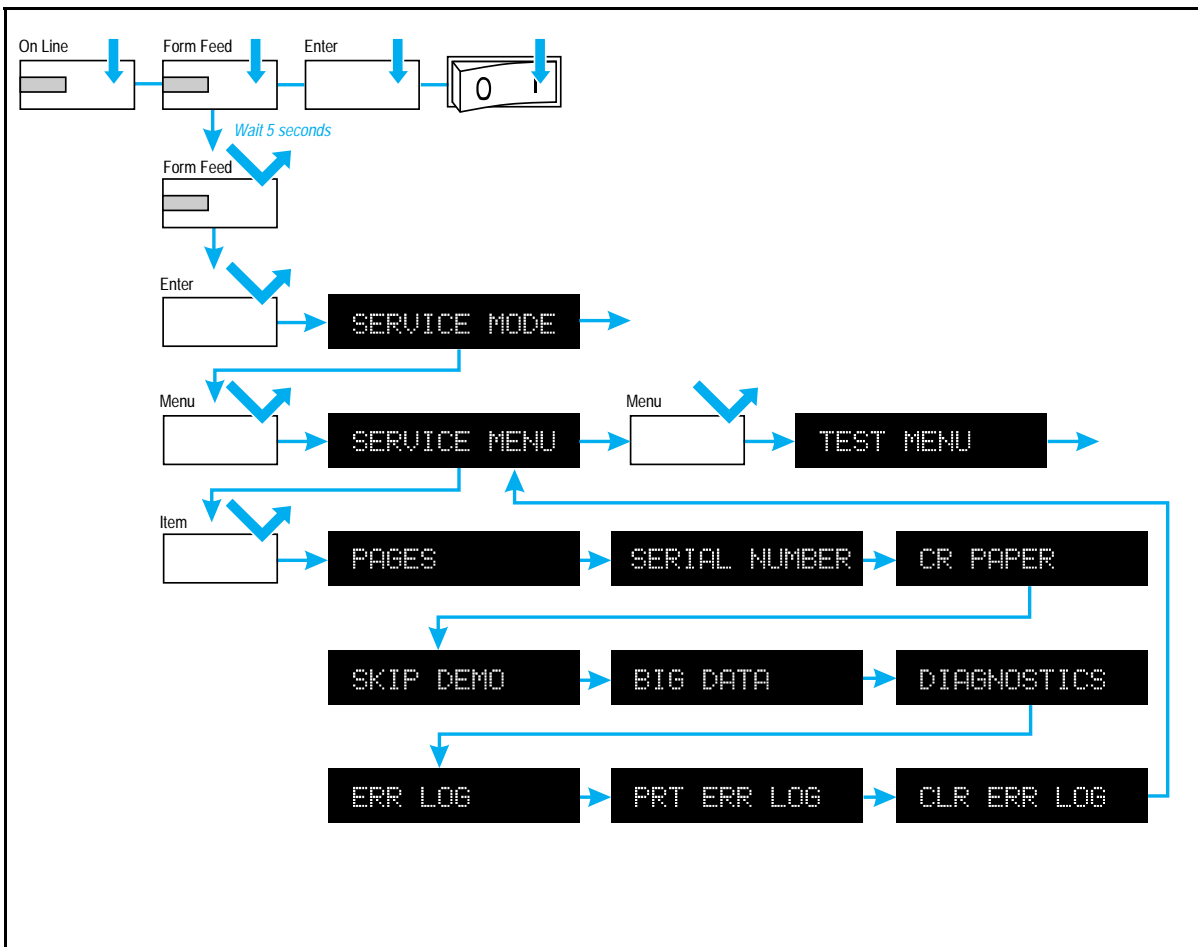 On Line Form Feed Enter
0 I
Wait 5 seconds
Form Feed
Enter
SERVICE MODE
Menu
SERVICE MENU
Menu
TEST MENU
Item
PAGES
SERIAL NUMBER
CR PAPER
SKIP DEMO
BIG DATA
DIAGNOSTICS
ERR LOG
PRT ERR LOG
CLR ERR LOG